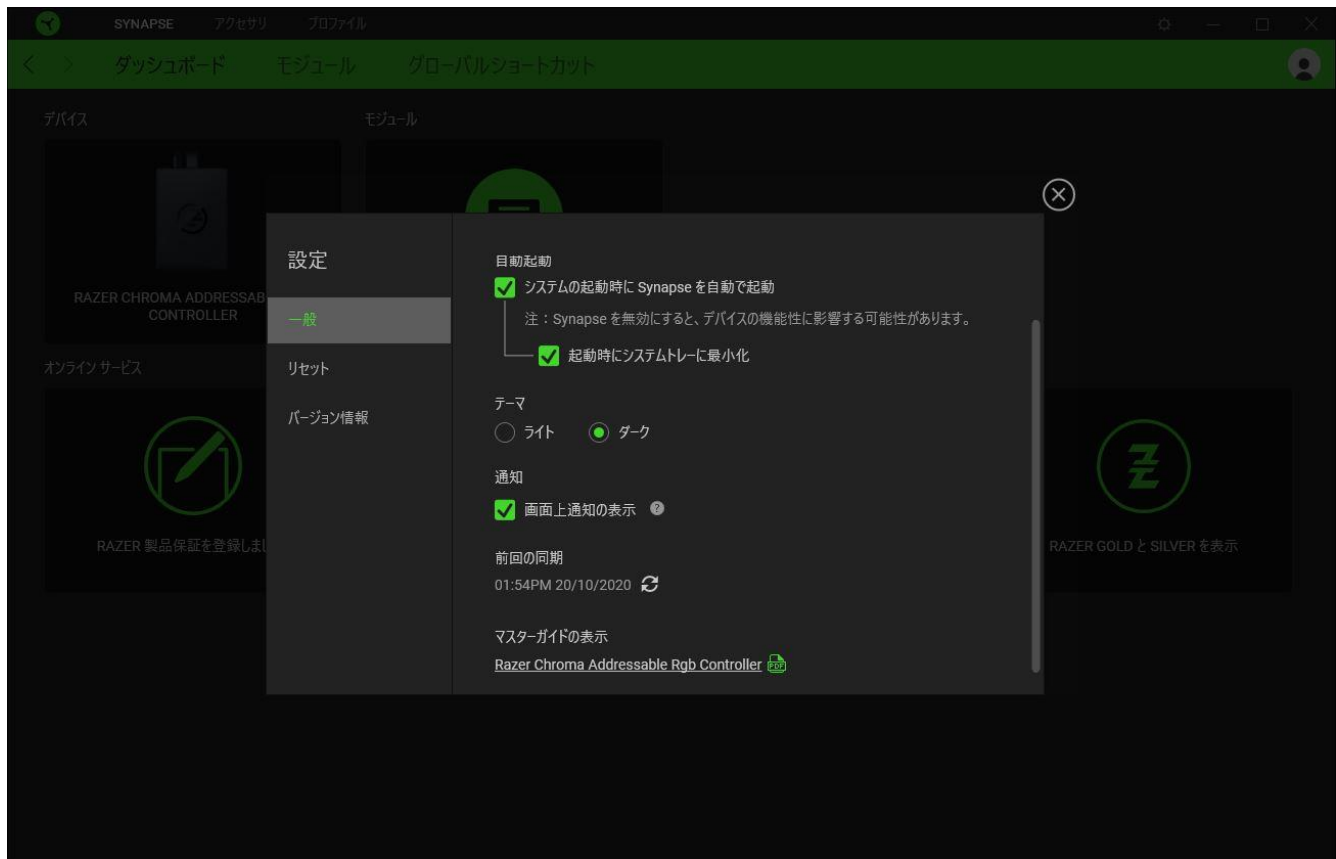 SYNAPSE アクセサリ プロファイル
ダッシュボード モジュール グローバルショートカット
デバイス モジュール
RAZER CHROMA ADDRESSAB
CONTROLLER
オンライン サービス
RAZER 製品保証を登録しまし
RAZER GOLD と SILVER を表示
設定
一般
リセット
バージョン情報
自動起動
システムの起動時に Synapse を自動で起動
注：Synapse を無効にすると、デバイスの機能性に影響する可能性があります。
起動時にシステムトレーに最小化
テーマ
ライト ダーク
通知
画面上通知の表示 ?
前回の同期
01:54PM 20/10/2020
マスターガイドの表示
Razer Chroma Addressable Rgb Controller PDF